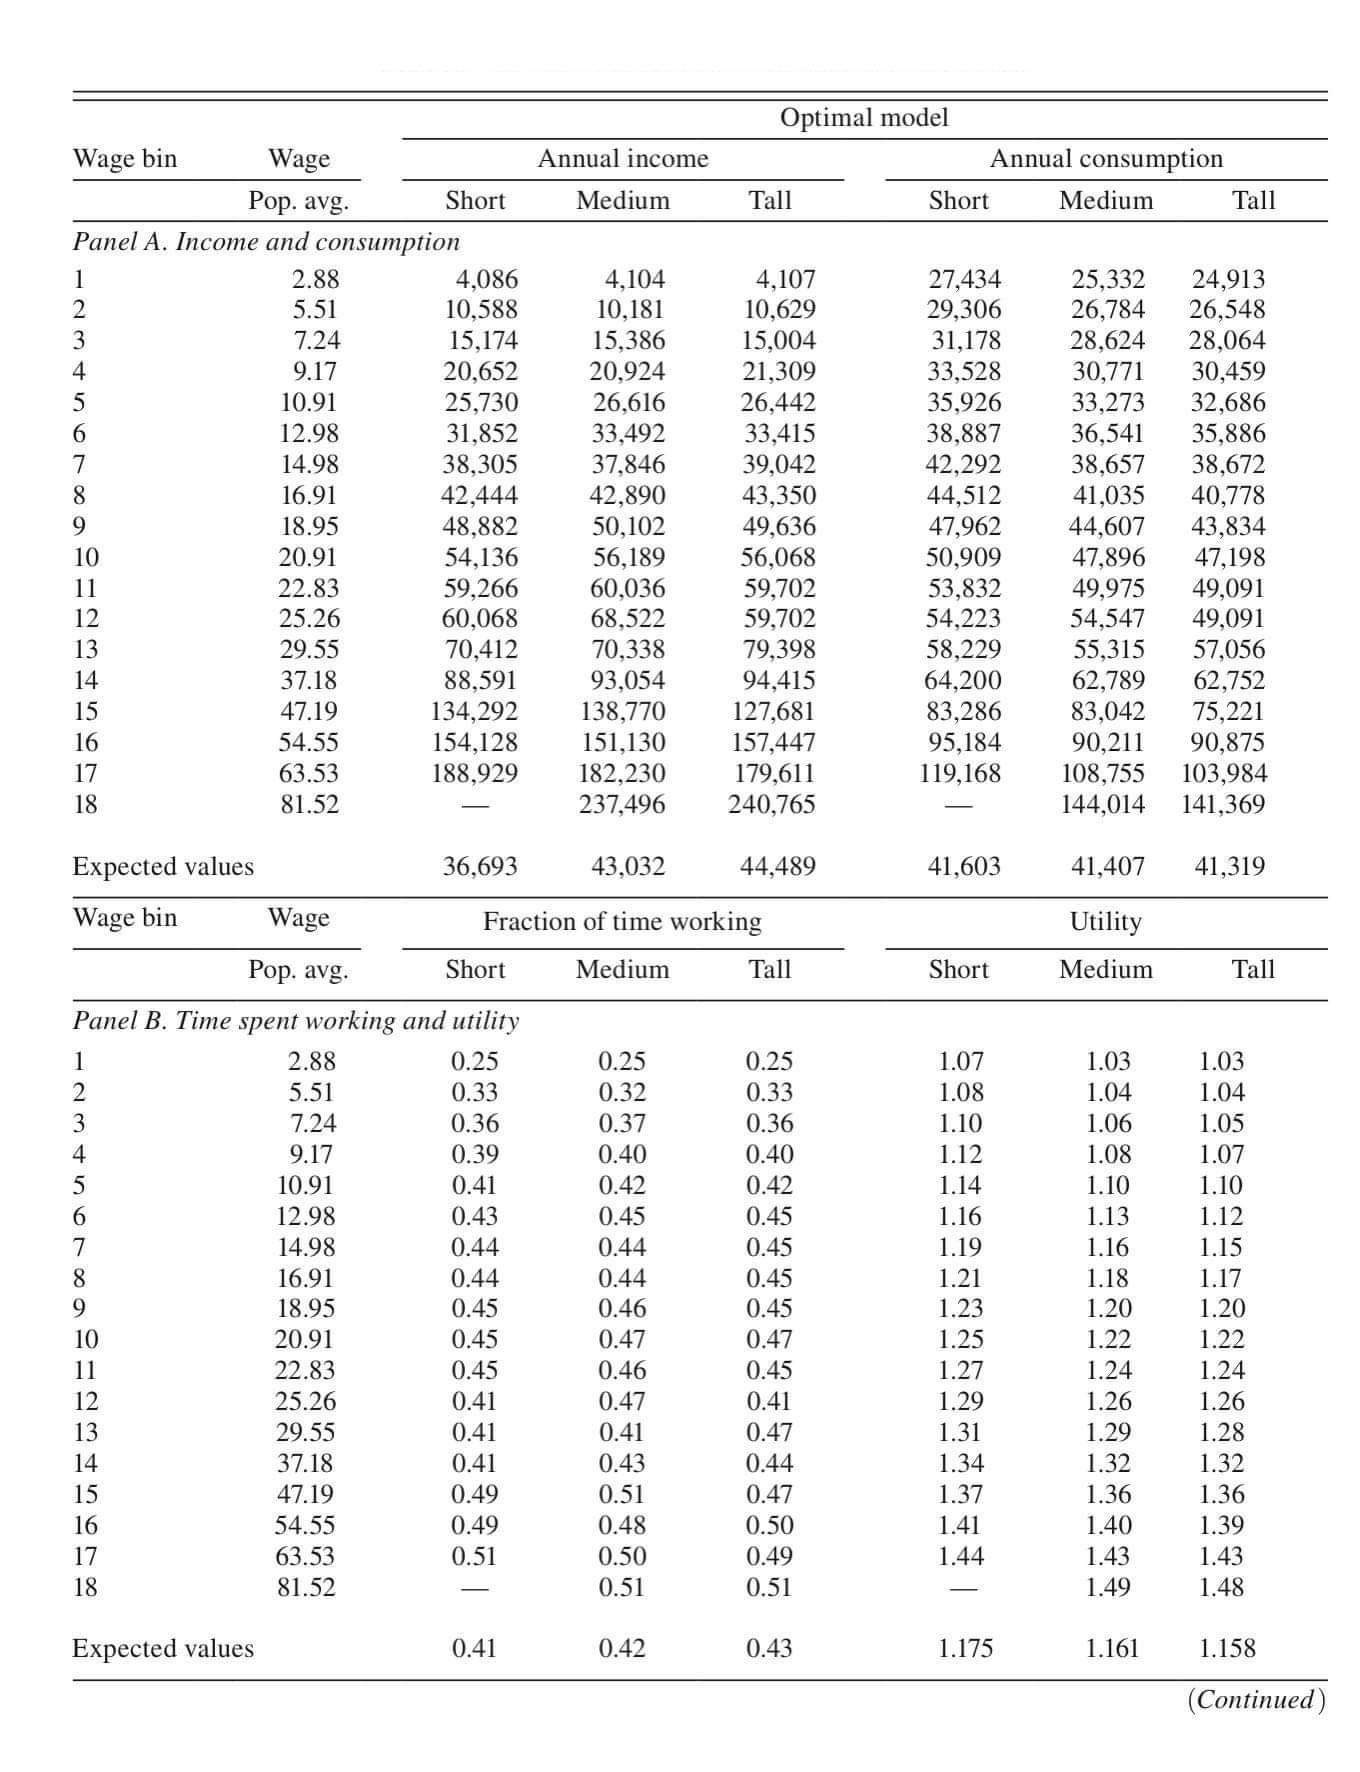 Optimal model
Wage bin Wage Annual income Annual consumption
Pop. avg. Short Medium Tall Short Medium Tall
Panel A. Income and consumption
1 2.88 4,086 4,104 4,107 27,434 25,332 24,913
2 5.51 10,588 10,181 10,629 29,306 26,784 26,548
3 7.24 15,174 15,386 15,004 31,178 28,624 28,064
4 9.17 20,652 20,924 21,309 33,528 30,771 30,459
5 10.91 25,730 26,616 26,442 35,926 33,273 32,686
6 12.98 31,852 33,492 33,415 38,887 36,541 35,886
7 14.98 38,305 37,846 39,042 42,292 38,657 38,672
8 16.91 42,444 42,890 43,350 44,512 41,035 40,778
9 18.95 48,882 50,102 49,636 47,962 44,607 43,834
10 20.91 54,136 56,189 56,068 50,909 47,896 47,198
11 22.83 59,266 60,036 59,702 53,832 49,975 49,091
12 25.26 60,068 68,522 59,702 54,223 54,547 49,091
13 29.55 70,412 70,338 79,398 58,229 55,315 57,056
14 37.18 88,591 93,054 94,415 64,200 62,789 62,752
15 47.19 134,292 138,770 127,681 83,286 83,042 75,221
16 54.55 154,128 151,130 157,447 95,184 90,211 90,875
17 63.53 188,929 182,230 179,611 119,168 108,755 103,984
18 81.52 — 237,496 240,765 — 144,014 141,369
Expected values 36,693 43,032 44,489 41,603 41,407 41,319
Wage bin Wage Fraction of time working Utility
Pop. avg. Short Medium Tall Short Medium Tall
Panel B. Time spent working and utility
1 2.88 0.25 0.25 0.25 1.07 1.03 1.03
2 5.51 0.33 0.32 0.33 1.08 1.04 1.04
3 7.24 0.36 0.37 0.36 1.10 1.06 1.05
4 9.17 0.39 0.40 0.40 1.12 1.08 1.07
5 10.91 0.41 0.42 0.42 1.14 1.10 1.10
6 12.98 0.43 0.45 0.45 1.16 1.13 1.12
7 14.98 0.44 0.44 0.45 1.19 1.16 1.15
8 16.91 0.44 0.44 0.45 1.21 1.18 1.17
9 18.95 0.45 0.46 0.45 1.23 1.20 1.20
10 20.91 0.45 0.47 0.47 1.25 1.22 1.22
11 22.83 0.45 0.46 0.45 1.27 1.24 1.24
12 25.26 0.41 0.47 0.41 1.29 1.26 1.26
13 29.55 0.41 0.41 0.47 1.31 1.29 1.28
14 37.18 0.41 0.43 0.44 1.34 1.32 1.32
15 47.19 0.49 0.51 0.47 1.37 1.36 1.36
16 54.55 0.49 0.48 0.50 1.41 1.40 1.39
17 63.53 0.51 0.50 0.49 1.44 1.43 1.43
18 81.52 — 0.51 0.51 — 1.49 1.48
Expected values 0.41 0.42 0.43 1.175 1.161 1.158
(Continued)